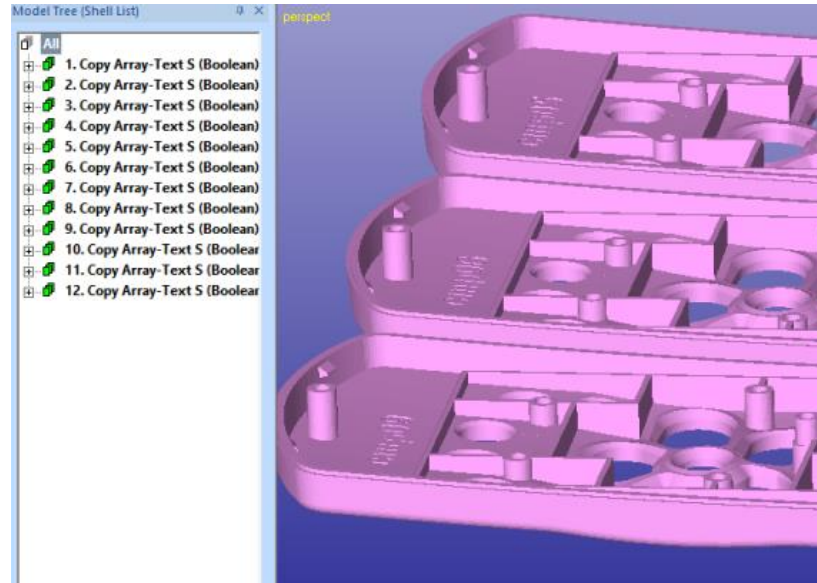 Model Tree (Shell List)
perspect
All
1. Copy Array-Text S (Boolean)
2. Copy Array-Text S (Boolean)
3. Copy Array-Text S (Boolean)
4. Copy Array-Text S (Boolean)
5. Copy Array-Text S (Boolean)
6. Copy Array-Text S (Boolean)
7. Copy Array-Text S (Boolean)
8. Copy Array-Text S (Boolean)
9. Copy Array-Text S (Boolean)
10. Copy Array-Text S (Boolear
11. Copy Array-Text S (Boolear
12. Copy Array-Text S (Boolear